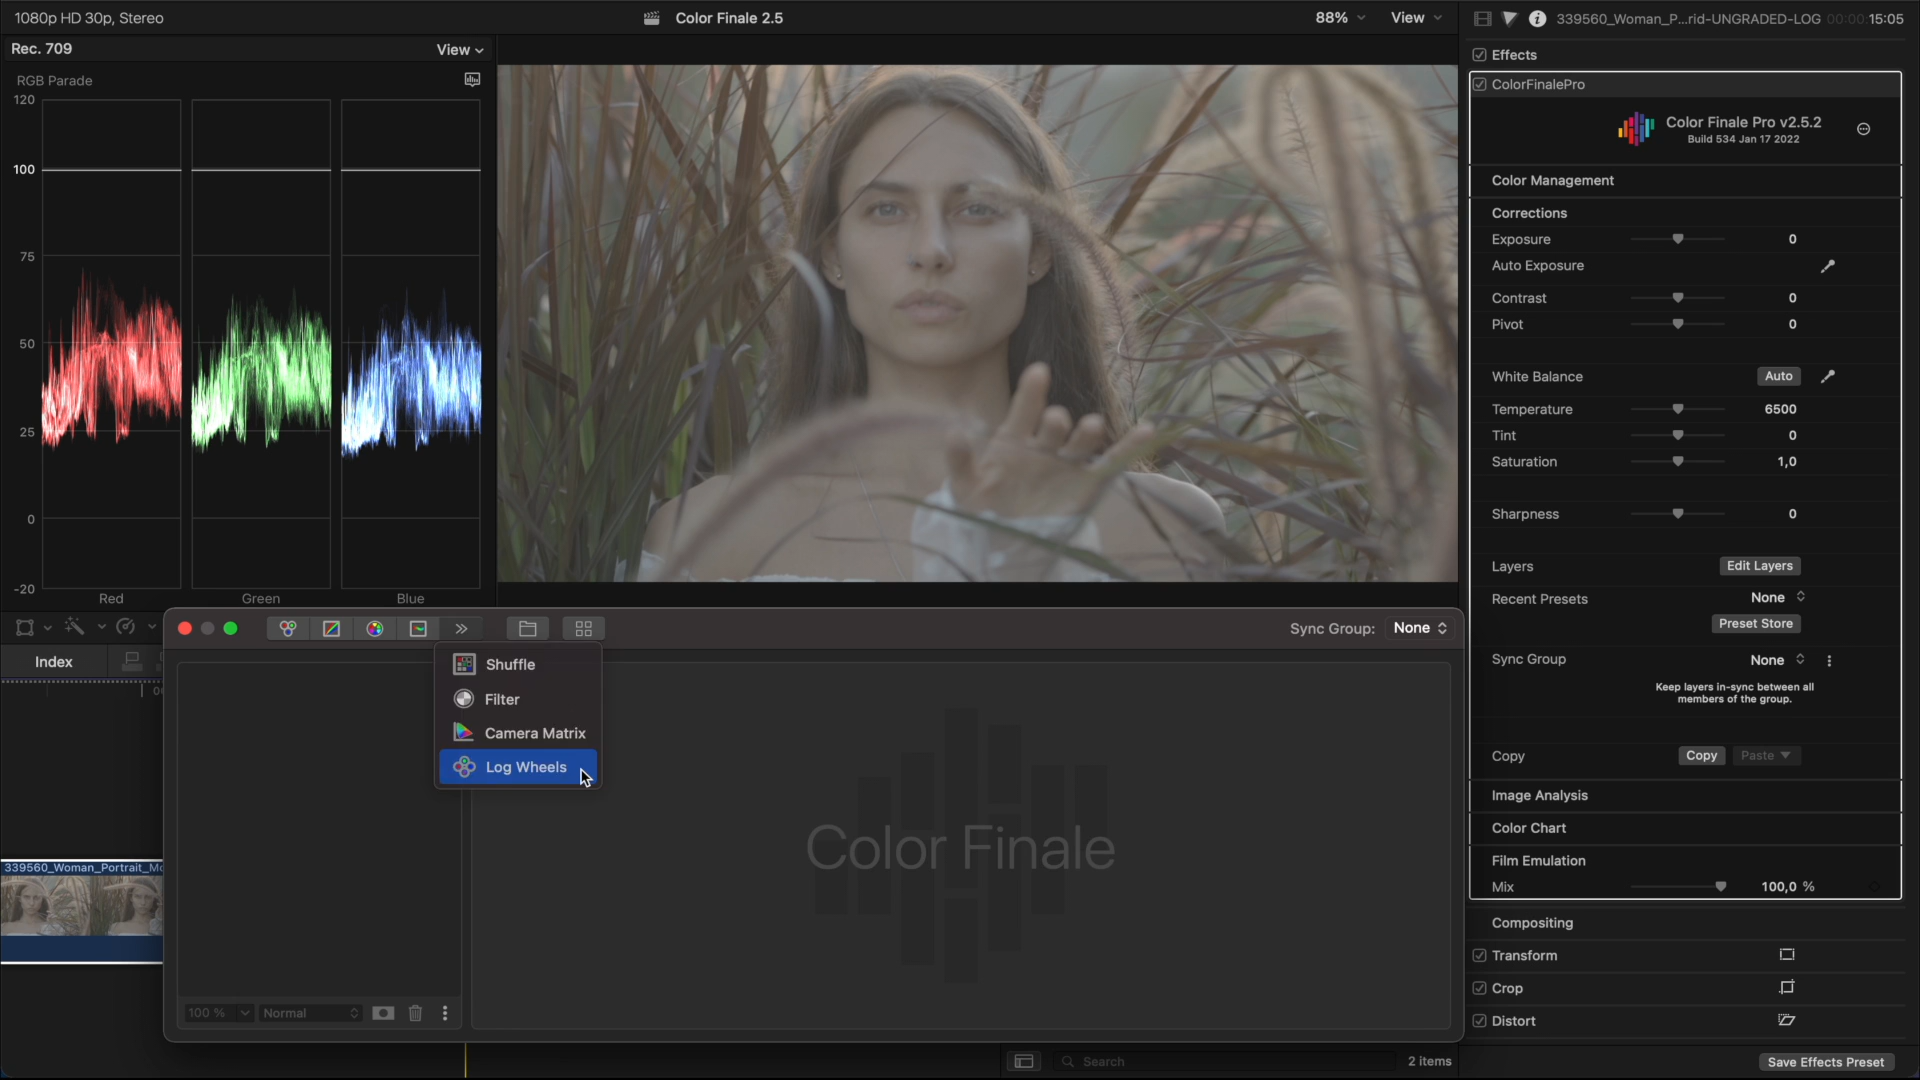 1080p HD 30p, Stereo
Color Finale 2.5
88%
View
339560_Woman_P...rid-UNGRADED-LOG
00:00:15:05
Rec. 709
View
RGB Parade
120
100
75
50
25
0
-20
Red
Green
Blue
Effects
ColorFinalePro
Color Finale Pro v2.5.2
Build 534 Jan 17 2022
Color Management
Corrections
Exposure 0
Auto Exposure
Contrast 0
Pivot 0
White Balance Auto
Temperature 6500
Tint 0
Saturation 1,0
Sharpness 0
Layers Edit Layers
Recent Presets None
Preset Store
Sync Group None
Keep layers in-sync between all
members of the group.
Copy Copy Paste
Image Analysis
Color Chart
Film Emulation
Mix 100,0 %
Compositing
Transform
Crop
Distort
Save Effects Preset
Index
Sync Group: None
Shuffle
Filter
Camera Matrix
Log Wheels
Color Finale
339560_Woman_Portrait_Mo
100 %
Normal
Search
2 items